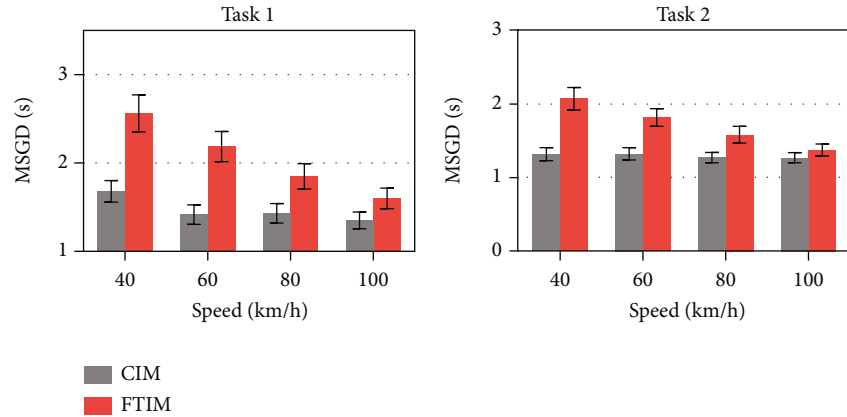 Task 1
MSGD (s)
3
2
1
40 60 80 100
Speed (km/h)
Task 2
MSGD (s)
3
2
1
0
40 60 80 100
Speed (km/h)
CIM
FTIM